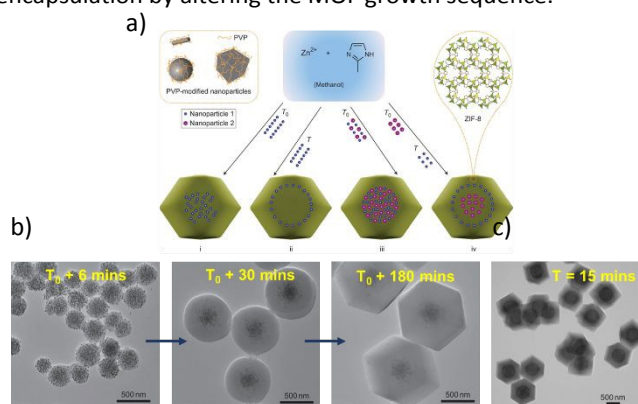 encapsulation by altering the MOF growth sequence.
a)
PVP
PVP-modified nanoparticles
Zn2+ + N NH
[Methanol]
ZIF-8
Nanoparticle 1
Nanoparticle 2
T0 T T0 T0 T
i ii iii iv
b) c)
T0 + 6 mins T0 + 30 mins T0 + 180 mins T = 15 mins
500 nm 500 nm 500 nm 500 nm